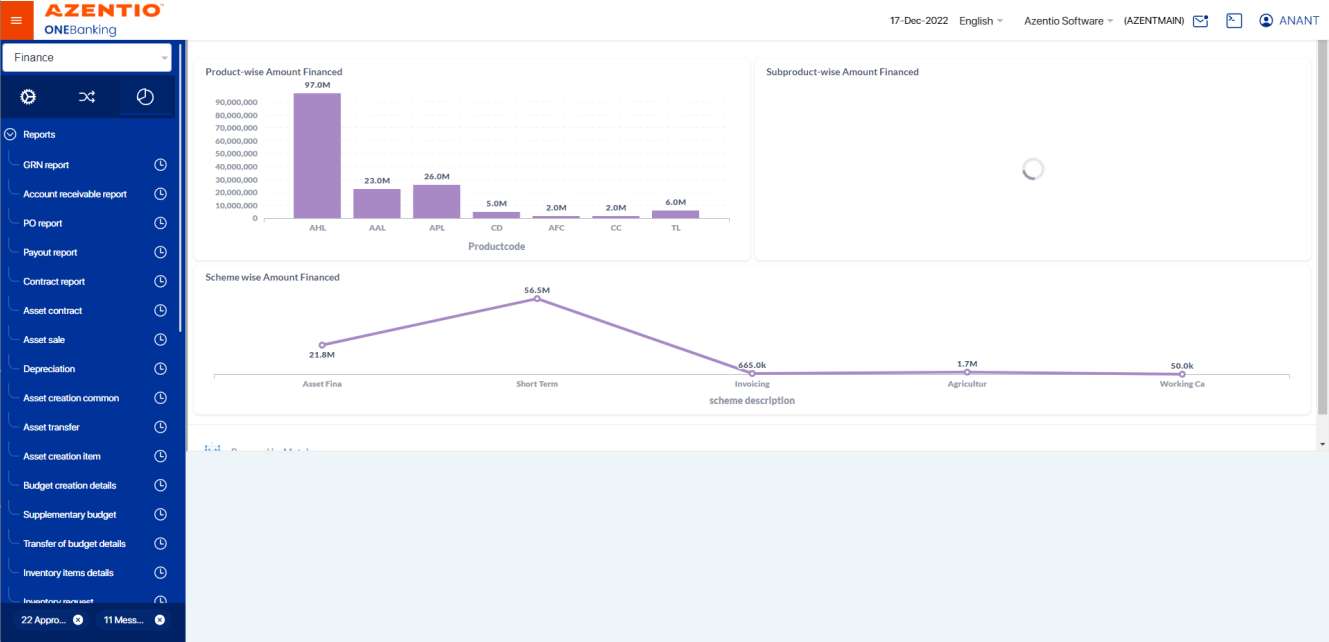 AZENTIO
ONEBanking
17-Dec-2022 English Azentio Software (AZENTMAIN) ANANT
Finance
Reports
GRN report
Account receivable report
PO report
Payout report
Contract report
Asset contract
Asset sale
Depreciation
Asset creation common
Asset transfer
Asset creation item
Budget creation details
Supplementary budget
Transfer of budget details
Inventory items details
Inventory request
22 Appro... 11 Mess...
Product-wise Amount Financed
97.0M
90,000,000
80,000,000
70,000,000
60,000,000
50,000,000
40,000,000
30,000,000
20,000,000
10,000,000
0
23.0M 26.0M 5.0M 2.0M 2.0M 6.0M
AHL AAL APL CD AFC CC TL
Productcode
Subproduct-wise Amount Financed
Scheme wise Amount Financed
56.5M
21.8M 665.0k 1.7M 50.0k
Asset Fina Short Term Invoicing Agricultur Working Ca
scheme description